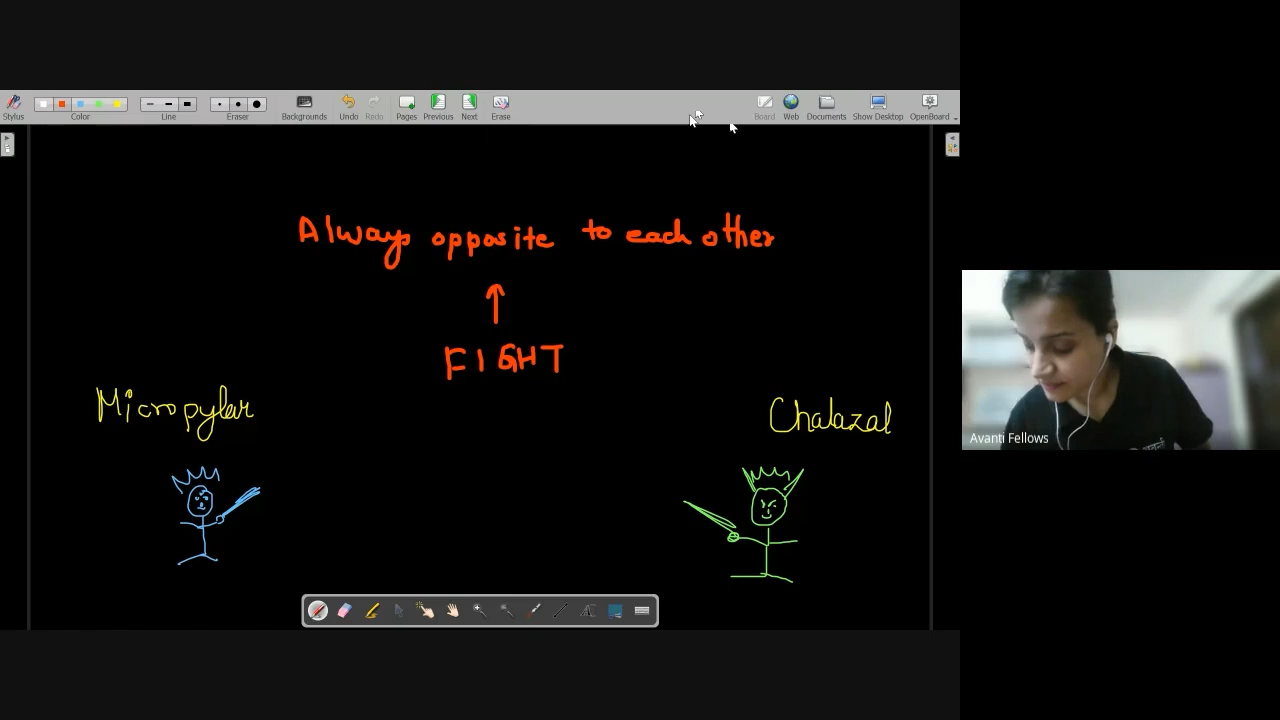 Stylus Color Line Eraser Backgrounds Undo Redo Pages Previous Next Erase Board Web Documents Show Desktop OpenBoard
Always opposite to each other
FIGHT
Micropylar
Chalazal
Avanti Fellows